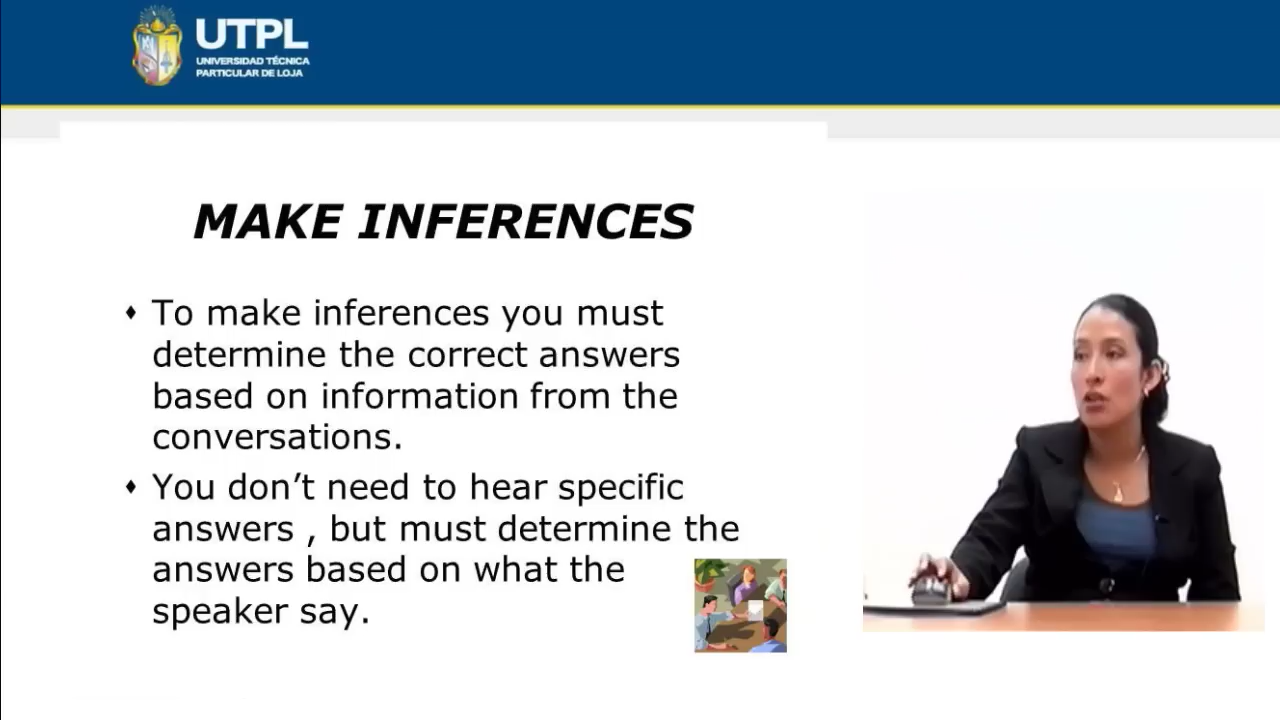 UTPL
UNIVERSIDAD TÉCNICA
PARTICULAR DE LOJA
MAKE INFERENCES
To make inferences you must
determine the correct answers
based on information from the
conversations.
You don’t need to hear specific
answers , but must determine the
answers based on what the
speaker say.